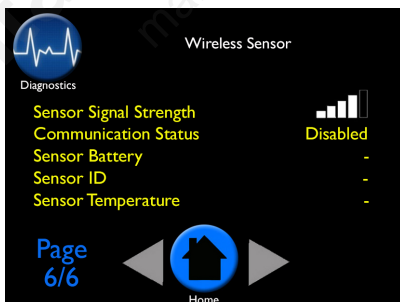 Wireless Sensor
Diagnostics
Sensor Signal Strength
Communication Status Disabled
Sensor Battery -
Sensor ID -
Sensor Temperature -
Page
6/6
Home